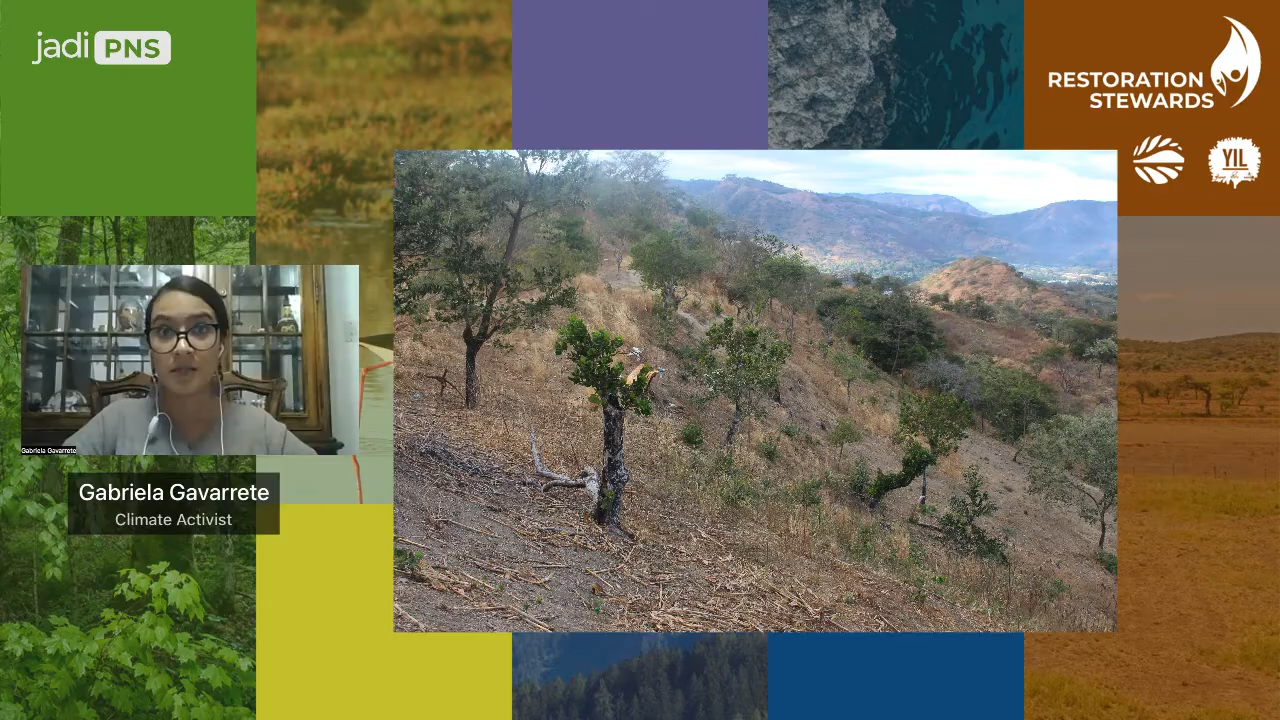 jadi PNS
RESTORATION
STEWARDS
YIL
Gabriela Gavarrete
Gabriela Gavarrete
Climate Activist